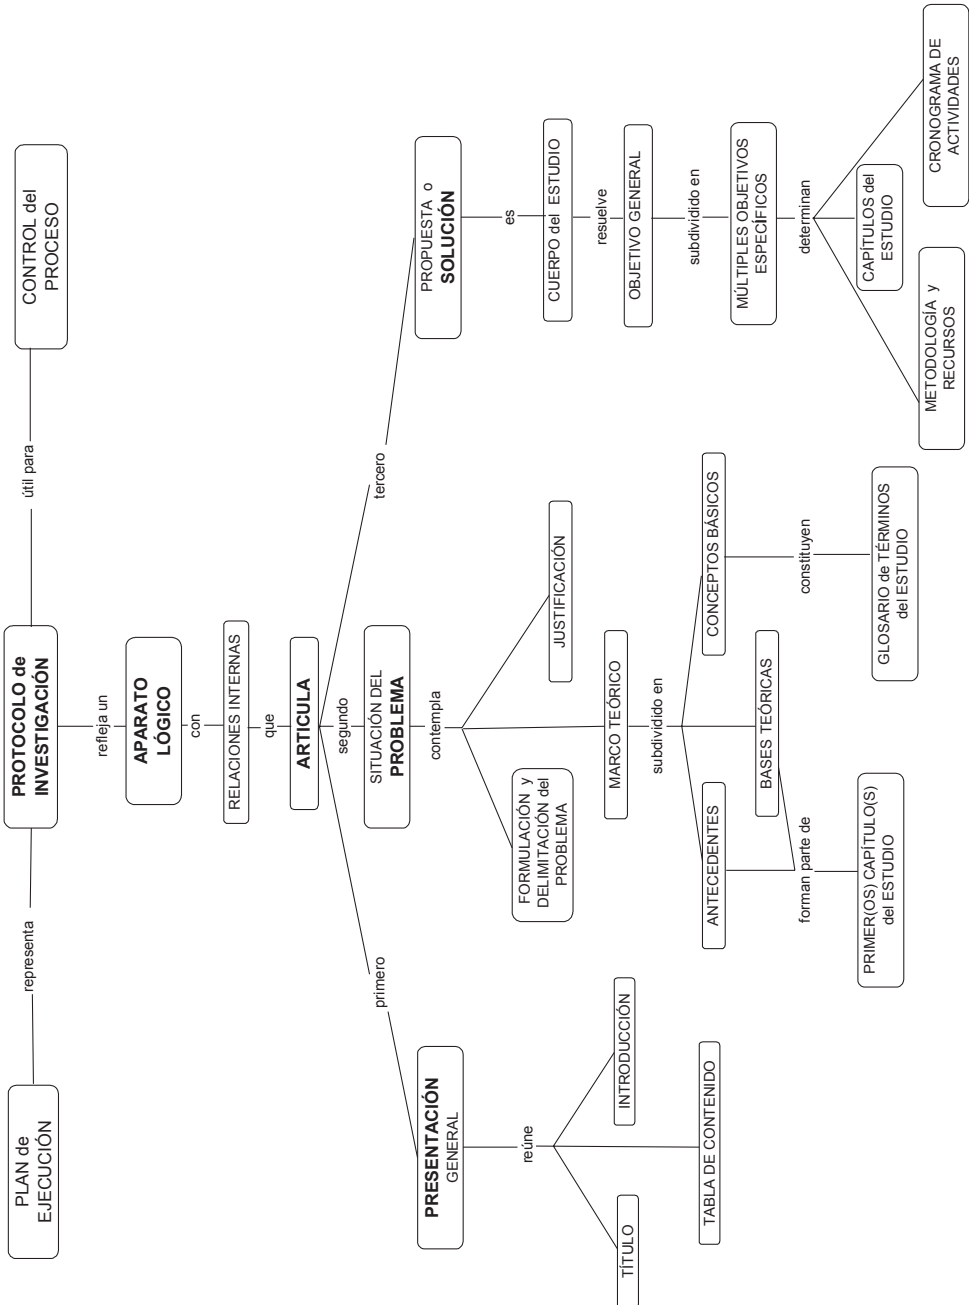 PLAN de
EJECUCIÓN
representa
PROTOCOLO de
INVESTIGACIÓN
útil para
CONTROL del
PROCESO
refleja un
APARATO
LÓGICO
con
RELACIONES INTERNAS
que
ARTICULA
primero
segundo
tercero
PRESENTACIÓN
GENERAL
reúne
TÍTULO
INTRODUCCIÓN
TABLA DE CONTENIDO
SITUACIÓN DEL
PROBLEMA
contempla
FORMULACIÓN y
DELIMITACIÓN del
PROBLEMA
JUSTIFICACIÓN
MARCO TEÓRICO
subdividido en
ANTECEDENTES
BASES TEÓRICAS
CONCEPTOS BÁSICOS
forman parte de
PRIMER(OS) CAPÍTULO(S)
del ESTUDIO
constituyen
GLOSARIO de TÉRMINOS
del ESTUDIO
PROPUESTA o
SOLUCIÓN
es
CUERPO del ESTUDIO
resuelve
OBJETIVO GENERAL
subdividido en
MÚLTIPLES OBJETIVOS
ESPECÍFICOS
determinan
METODOLOGÍA y
RECURSOS
CAPÍTULOS del
ESTUDIO
CRONOGRAMA DE
ACTIVIDADES